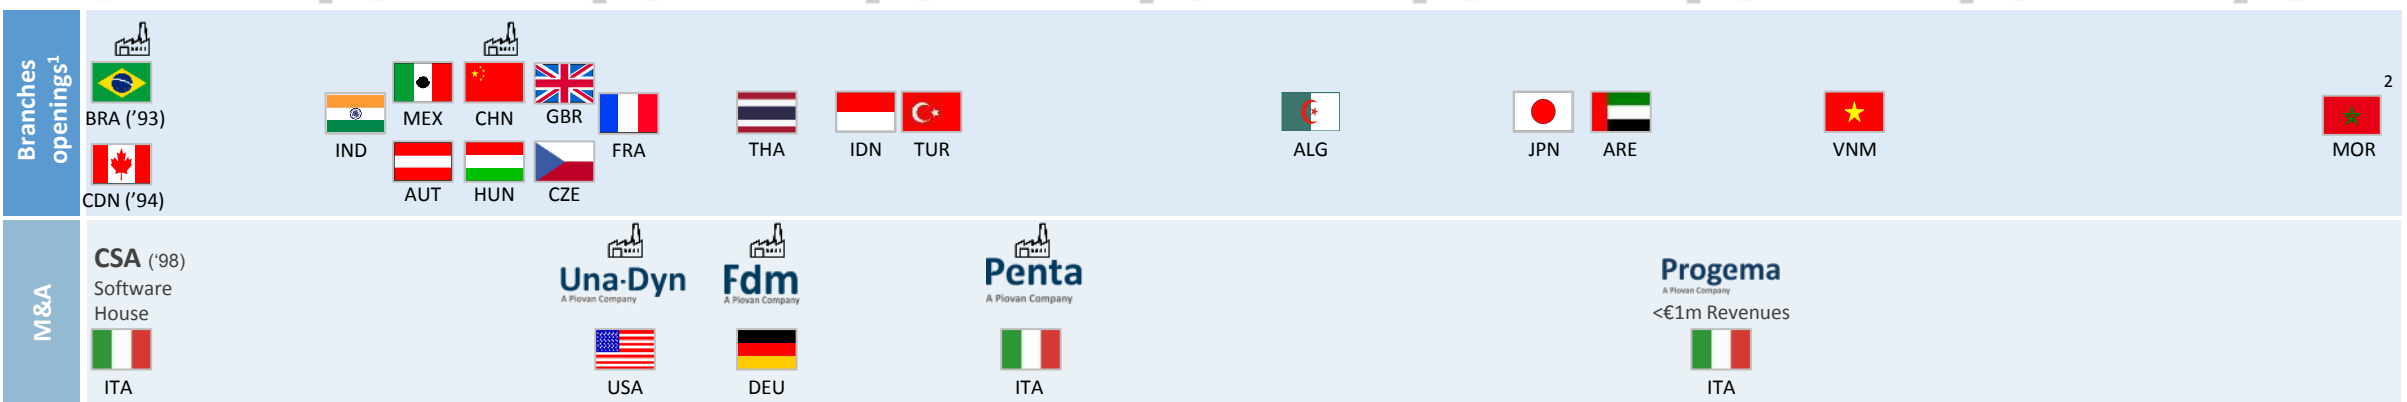 Branches
openings1
BRA ('93)
CDN ('94)
IND
MEX
AUT
CHN
HUN
GBR
CZE
FRA
THA
IDN
TUR
ALG
JPN
ARE
VNM
2
MOR
M&A
CSA ('98)
Software
House
ITA
Una-Dyn
A Piovan Company
USA
Fdm
A Piovan Company
DEU
Penta
A Piovan Company
ITA
Progema
A Piovan Company
<€1m Revenues
ITA